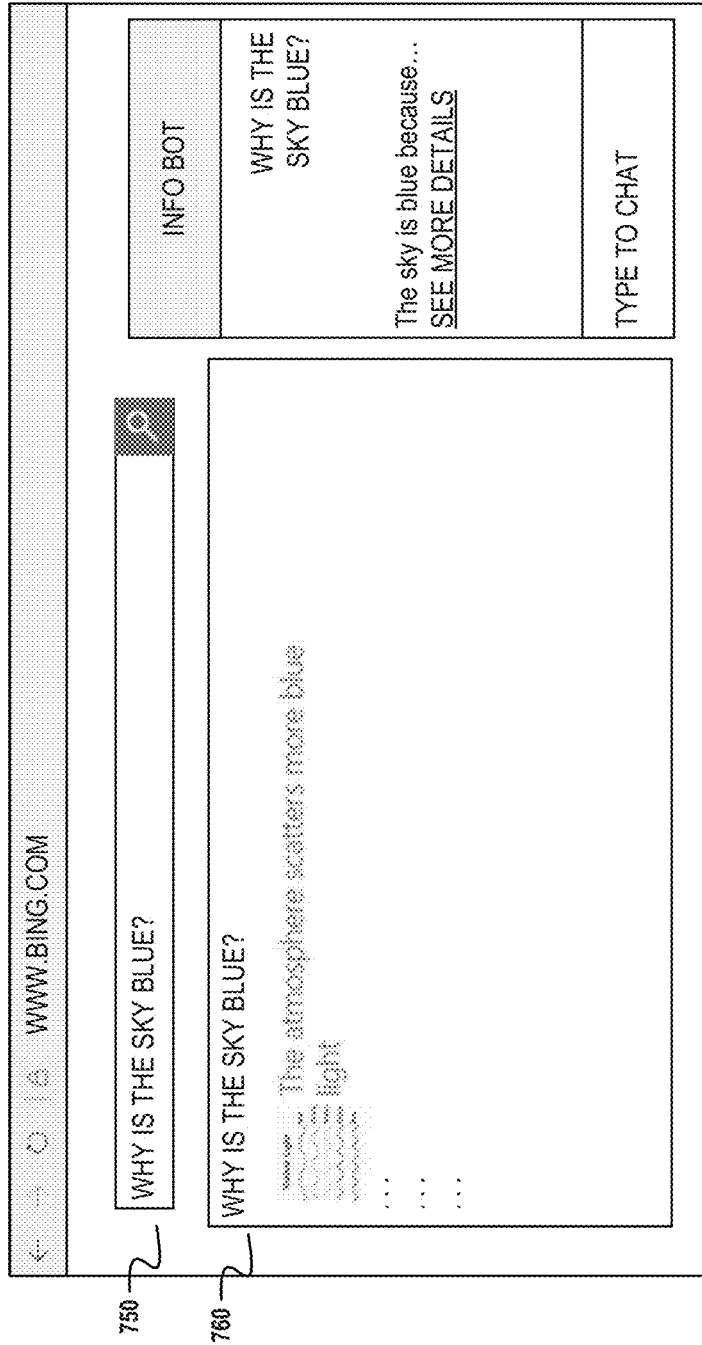 WWW.BING.COM
750
WHY IS THE SKY BLUE?
760
WHY IS THE SKY BLUE?
The atmosphere scatters more blue
light
...
...
...
INFO BOT
WHY IS THE
SKY BLUE?
The sky is blue because...
SEE MORE DETAILS
TYPE TO CHAT